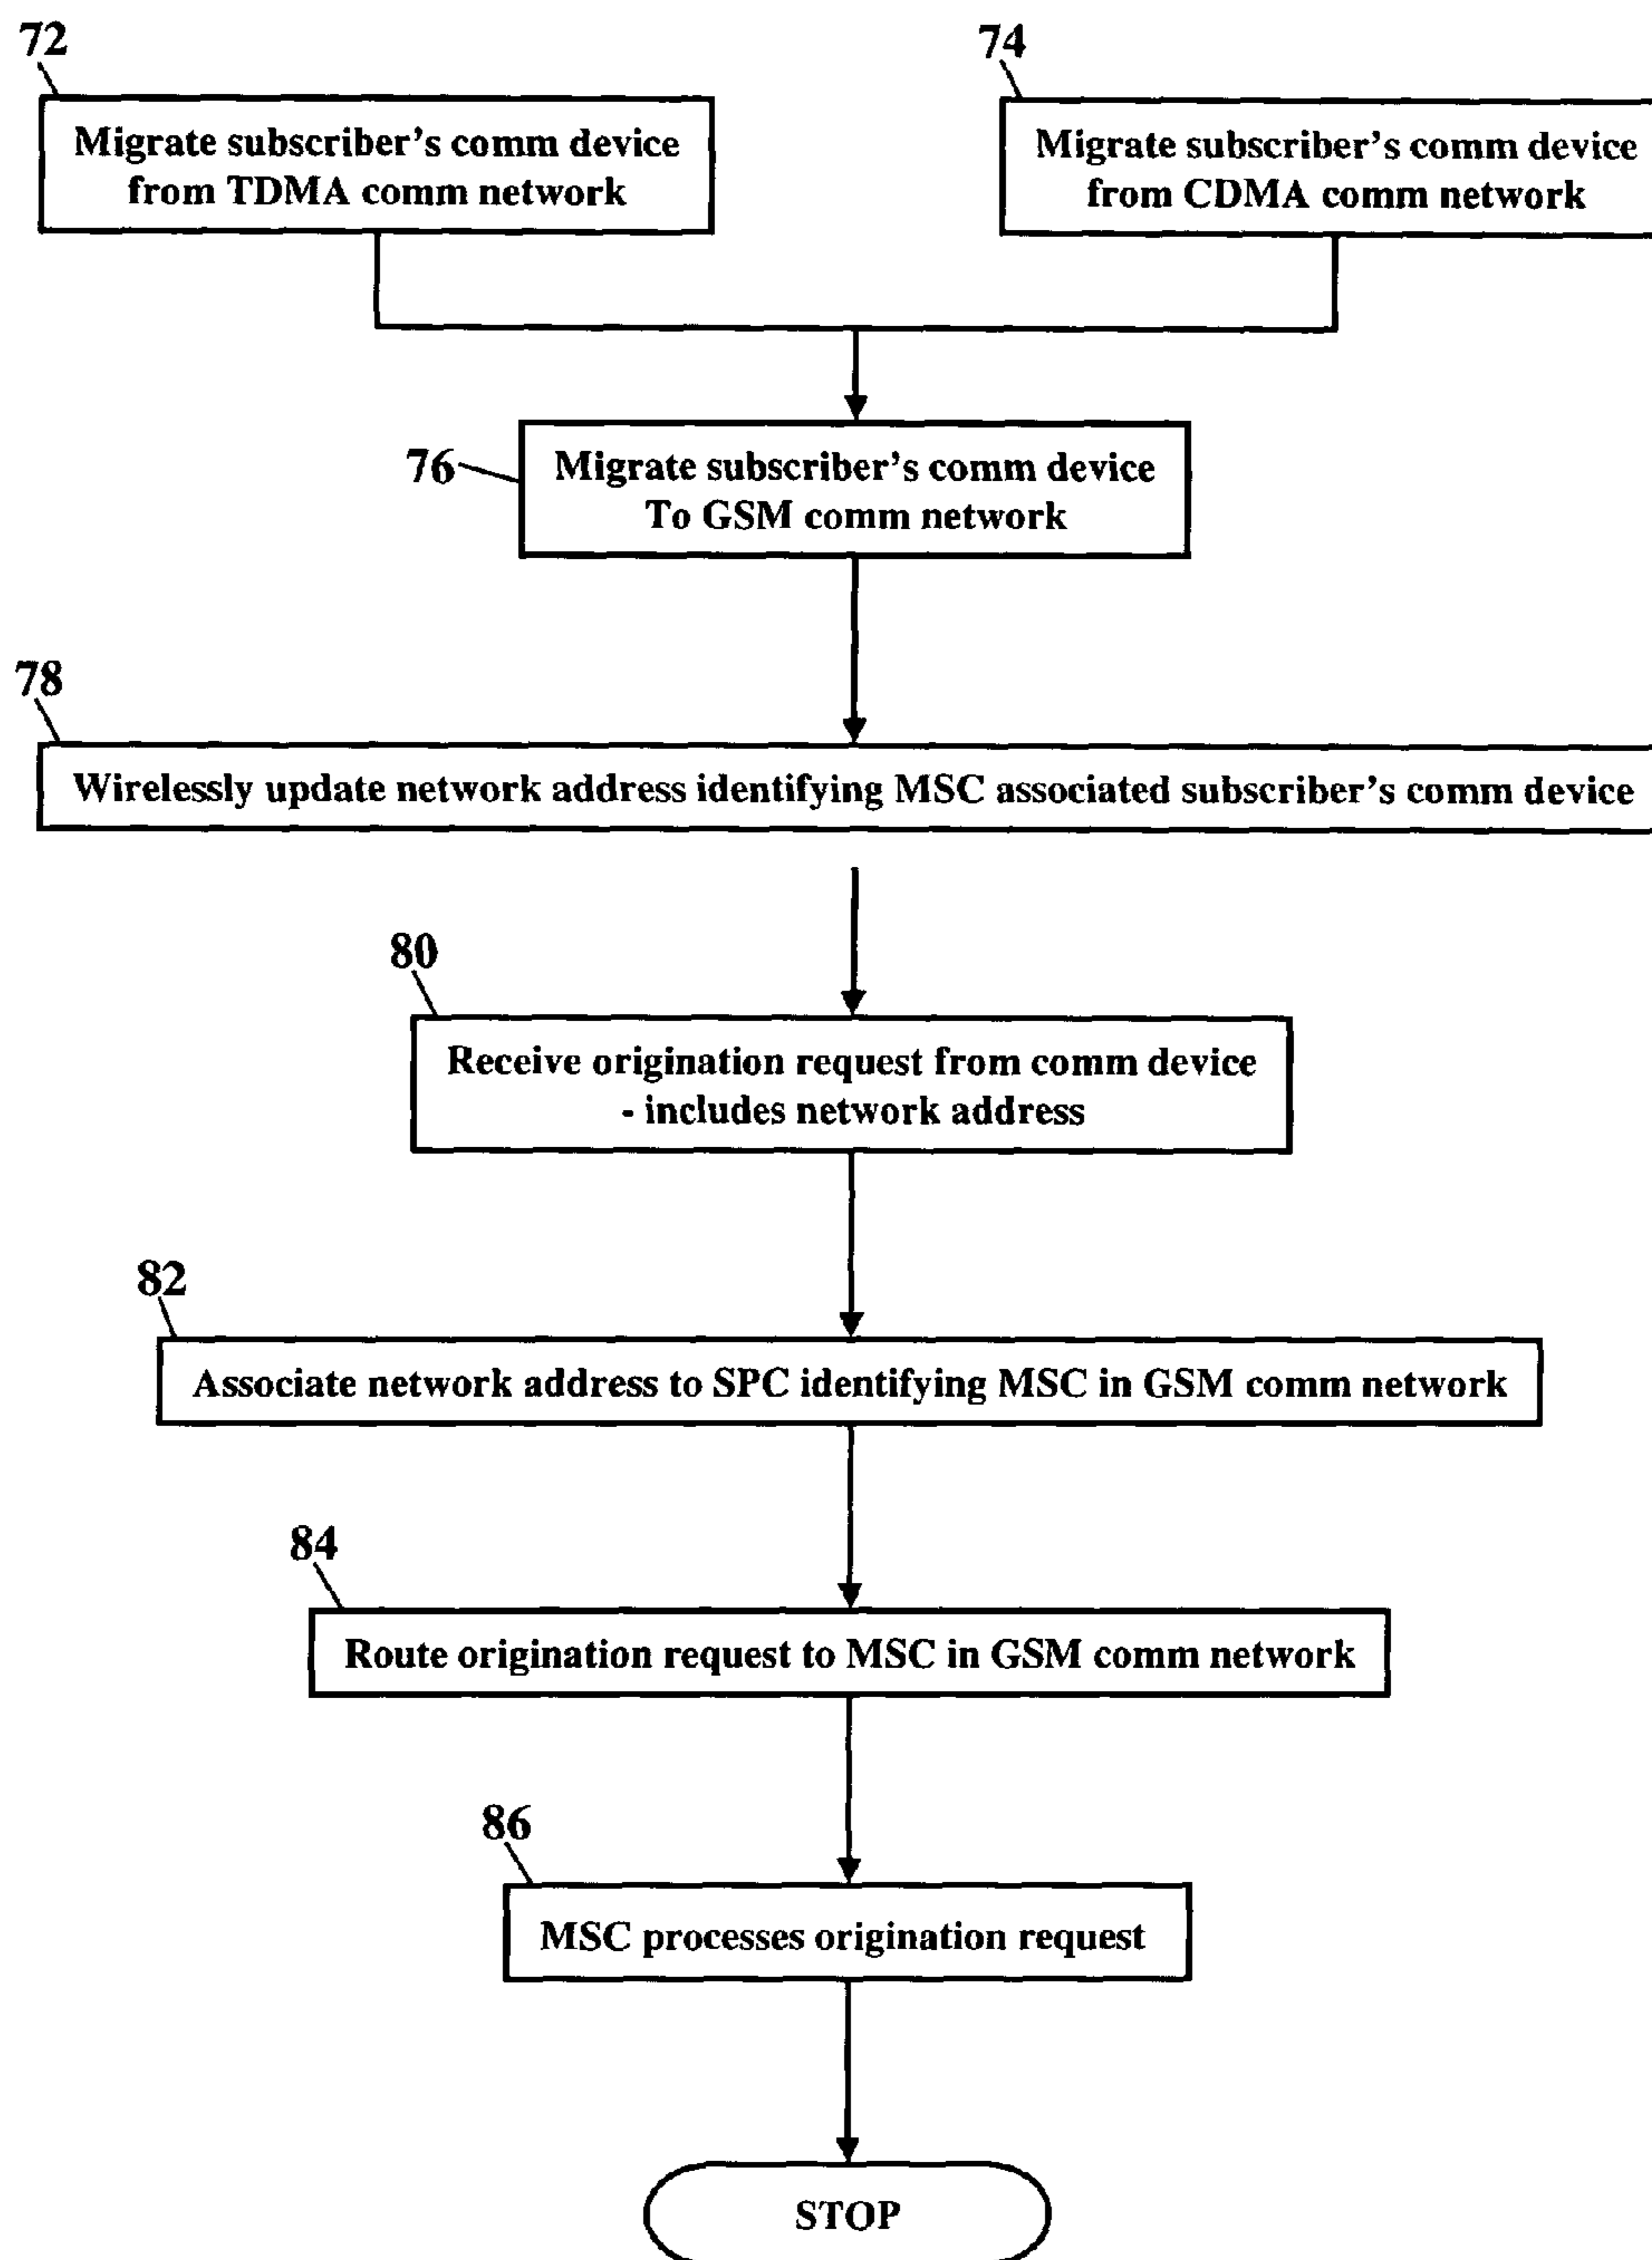 72
74
Migrate subscriber's comm device
from TDMA comm network
Migrate subscriber's comm device
from CDMA comm network
76
Migrate subscriber's comm device
To GSM comm network
78
Wirelessly update network address identifying MSC associated subscriber's comm device
80
Receive origination request from comm device
- includes network address
82
Associate network address to SPC identifying MSC in GSM comm network
84
Route origination request to MSC in GSM comm network
86
MSC processes origination request
STOP